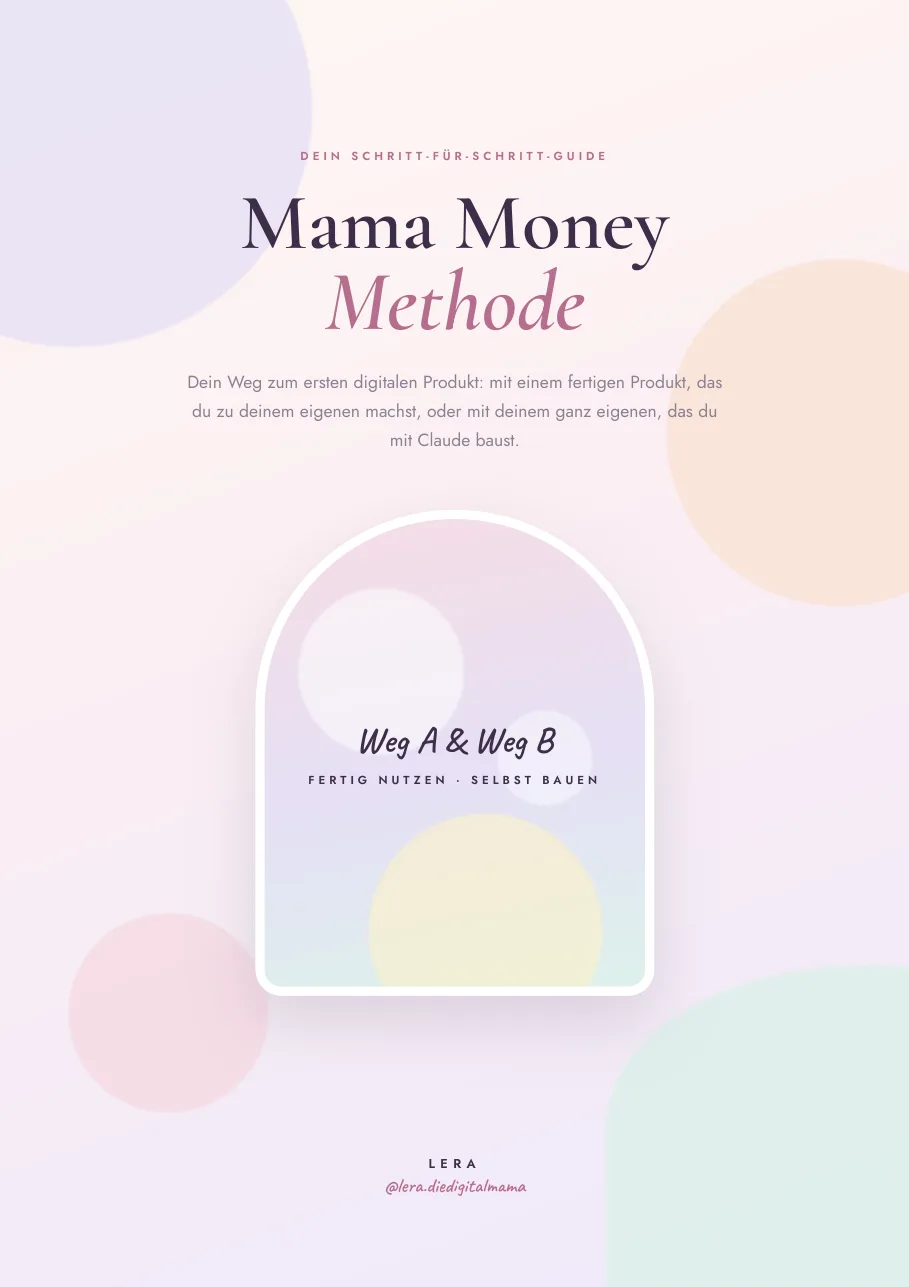 DEIN SCHRITT-FÜR-SCHRITT-GUIDE
Mama Money
Methode
Dein Weg zum ersten digitalen Produkt: mit einem fertigen Produkt, das
du zu deinem eigenen machst, oder mit deinem ganz eigenen, das du
mit Claude baust.
Weg A & Weg B
FERTIG NUTZEN · SELBST BAUEN
LERA
@lera.diedigitalmama